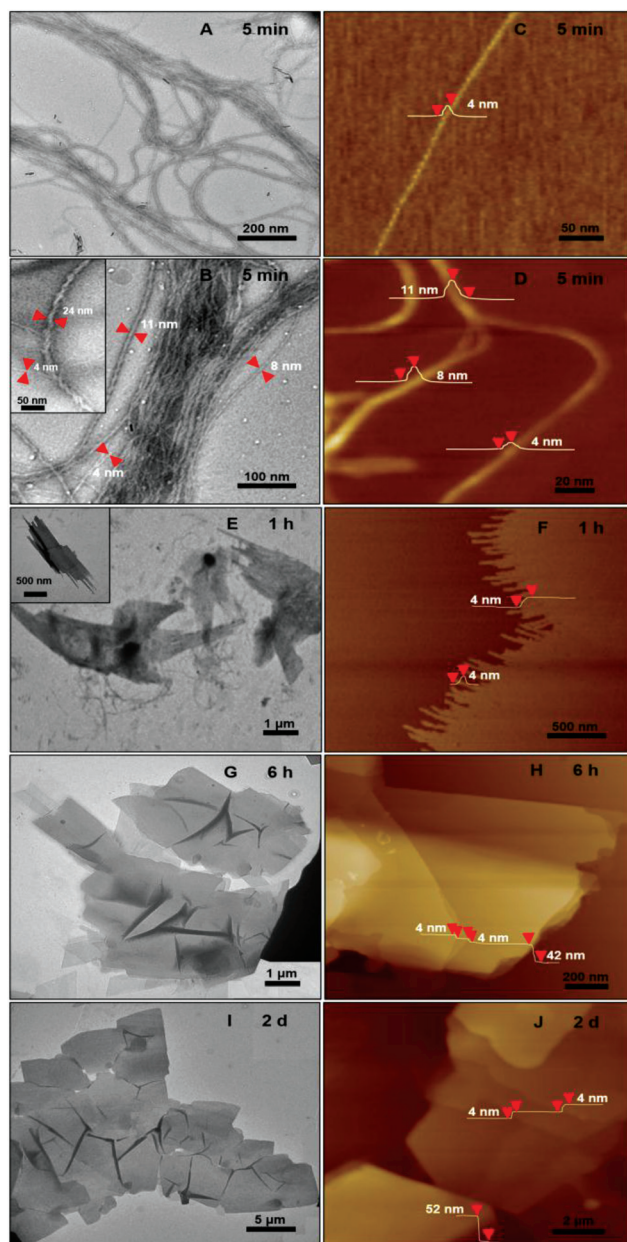 A 5 min
200 nm
C 5 min
4 nm
50 nm
B 5 min
24 nm
4 nm
50 nm
11 nm
8 nm
4 nm
100 nm
D 5 min
11 nm
8 nm
4 nm
20 nm
E 1 h
500 nm
1 µm
F 1 h
4 nm
4 nm
500 nm
G 6 h
1 µm
H 6 h
4 nm
4 nm
42 nm
200 nm
I 2 d
5 µm
J 2 d
4 nm
4 nm
52 nm
2 µm